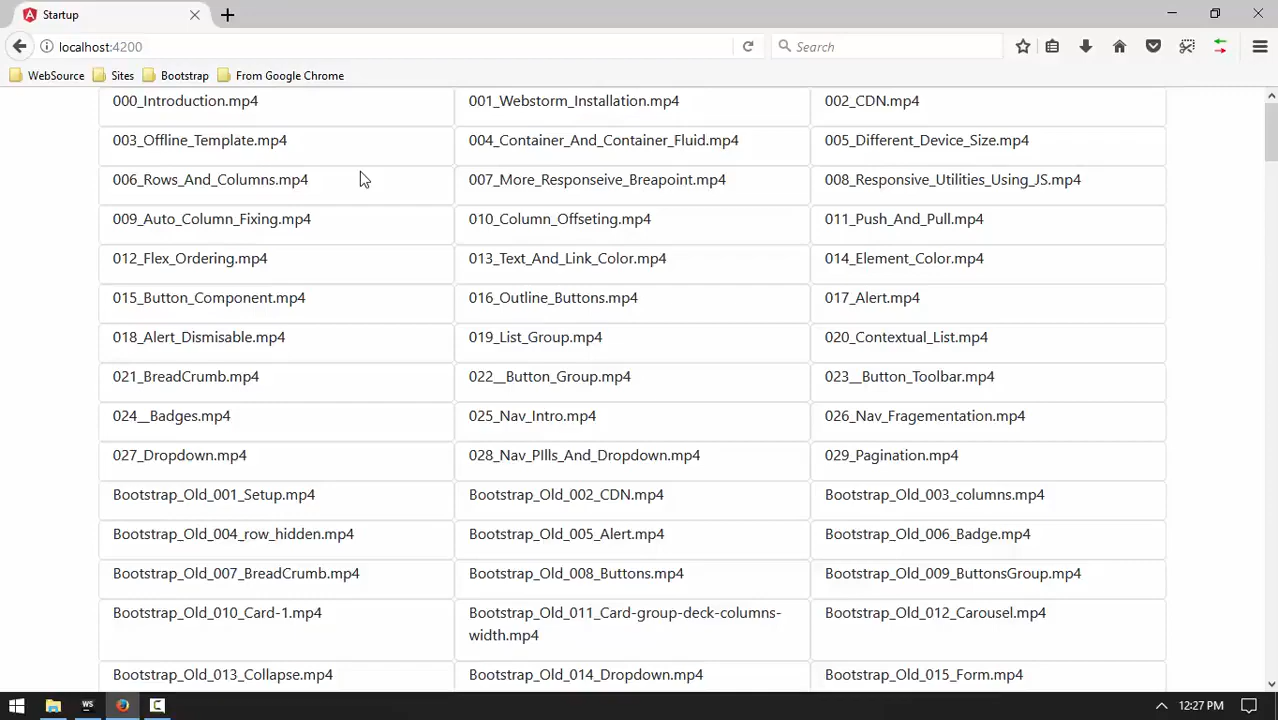 Startup
localhost:4200
Search
WebSource Sites Bootstrap From Google Chrome
000_Introduction.mp4 001_Webstorm_Installation.mp4 002_CDN.mp4
003_Offline_Template.mp4 004_Container_And_Container_Fluid.mp4 005_Different_Device_Size.mp4
006_Rows_And_Columns.mp4 007_More_Responseive_Breapoint.mp4 008_Responsive_Utilities_Using_JS.mp4
009_Auto_Column_Fixing.mp4 010_Column_Offseting.mp4 011_Push_And_Pull.mp4
012_Flex_Ordering.mp4 013_Text_And_Link_Color.mp4 014_Element_Color.mp4
015_Button_Component.mp4 016_Outline_Buttons.mp4 017_Alert.mp4
018_Alert_Dismisable.mp4 019_List_Group.mp4 020_Contextual_List.mp4
021_BreadCrumb.mp4 022__Button_Group.mp4 023__Button_Toolbar.mp4
024__Badges.mp4 025_Nav_Intro.mp4 026_Nav_Fragementation.mp4
027_Dropdown.mp4 028_Nav_PIlls_And_Dropdown.mp4 029_Pagination.mp4
Bootstrap_Old_001_Setup.mp4 Bootstrap_Old_002_CDN.mp4 Bootstrap_Old_003_columns.mp4
Bootstrap_Old_004_row_hidden.mp4 Bootstrap_Old_005_Alert.mp4 Bootstrap_Old_006_Badge.mp4
Bootstrap_Old_007_BreadCrumb.mp4 Bootstrap_Old_008_Buttons.mp4 Bootstrap_Old_009_ButtonsGroup.mp4
Bootstrap_Old_010_Card-1.mp4 Bootstrap_Old_011_Card-group-deck-columns- Bootstrap_Old_012_Carousel.mp4
width.mp4
Bootstrap_Old_013_Collapse.mp4 Bootstrap_Old_014_Dropdown.mp4 Bootstrap_Old_015_Form.mp4
WS
12:27 PM